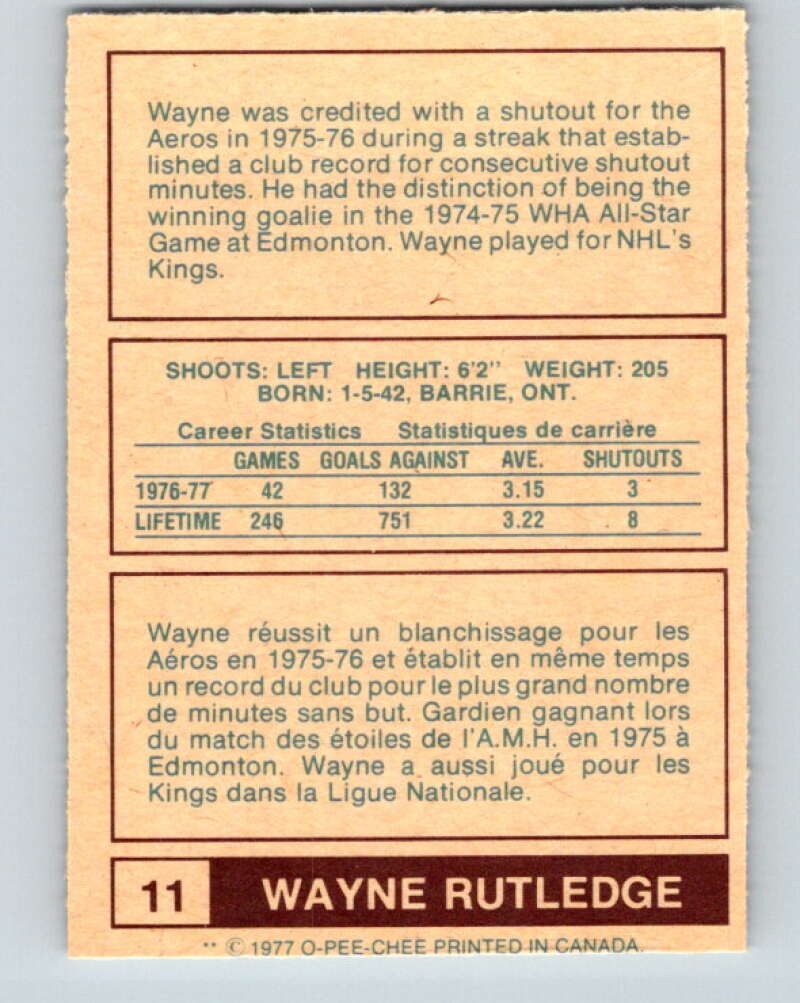 Wayne was credited with a shutout for the
Aeros in 1975-76 during a streak that estab-
lished a club record for consecutive shutout
minutes. He had the distinction of being the
winning goalie in the 1974-75 WHA All-Star
Game at Edmonton. Wayne played for NHL's
Kings.
SHOOTS: LEFT HEIGHT: 6'2" WEIGHT: 205
BORN: 1-5-42, BARRIE, ONT.
Career Statistics Statistiques de carrière
GAMES GOALS AGAINST AVE. SHUTOUTS
1976-77 42 132 3.15 3
LIFETIME 246 751 3.22 8
Wayne réussit un blanchissage pour les
Aéros en 1975-76 et établit en même temps
un record du club pour le plus grand nombre
de minutes sans but. Gardien gagnant lors
du match des étoiles de l'A.M.H. en 1975 à
Edmonton. Wayne a aussi joué pour les
Kings dans la Ligue Nationale.
11 WAYNE RUTLEDGE
** © 1977 O-PEE-CHEE PRINTED IN CANADA.